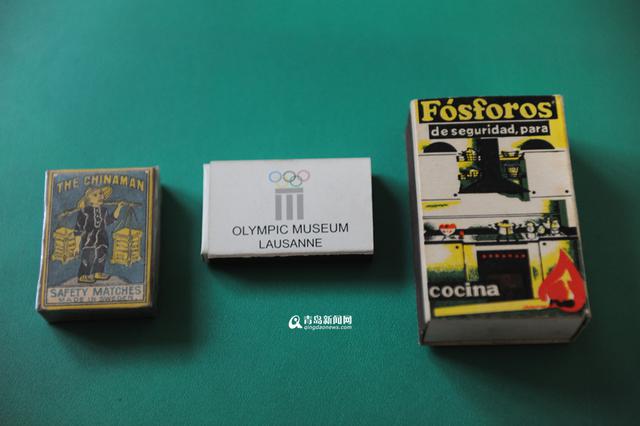 THE CHINAMAN
SAFETY MATCHES
MADE IN SWEDEN
OLYMPIC MUSEUM
LAUSANNE
Fósforos
de seguridad, para
cocina
青岛新闻网
qingdaonews.com